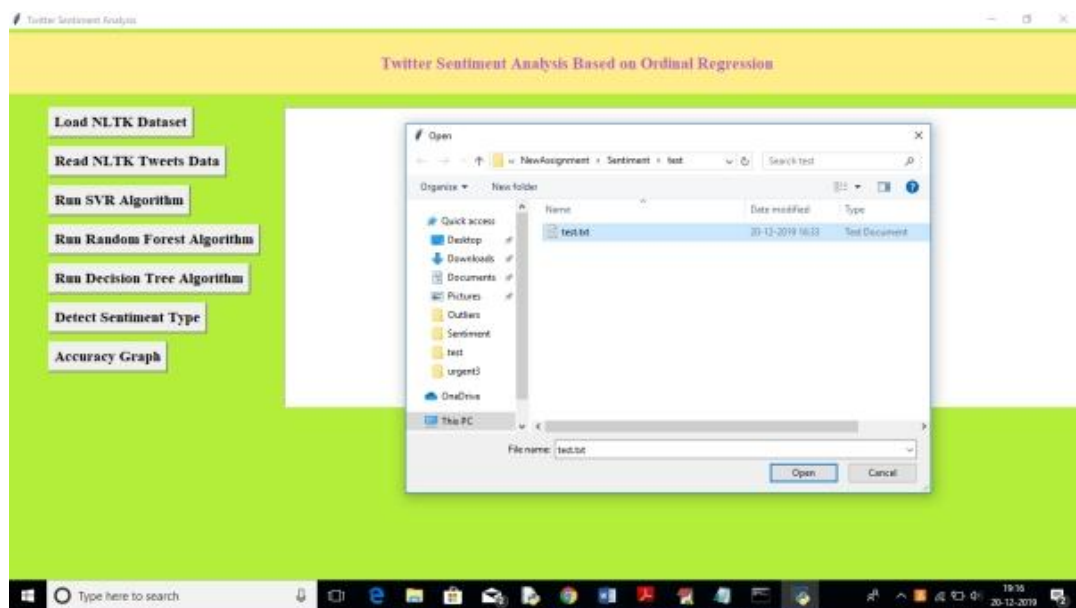 Twitter Sentiment Analysis
Twitter Sentiment Analysis Based on Ordinal Regression
Load NLTK Dataset
Read NLTK Tweets Data
Run SVR Algorithm
Run Random Forest Algorithm
Run Decision Tree Algorithm
Detect Sentiment Type
Accuracy Graph
Open
« NewAssignment › Sentiment › test
Search test
Organize
New folder
Name
Date modified
Type
Quick access
Desktop
Downloads
Documents
Pictures
Outliers
Sentiment
test
urgent3
OneDrive
This PC
test.txt
20-12-2019
Text Document
File name: test.txt
Open
Cancel
Type here to search
19:16
20-12-2019